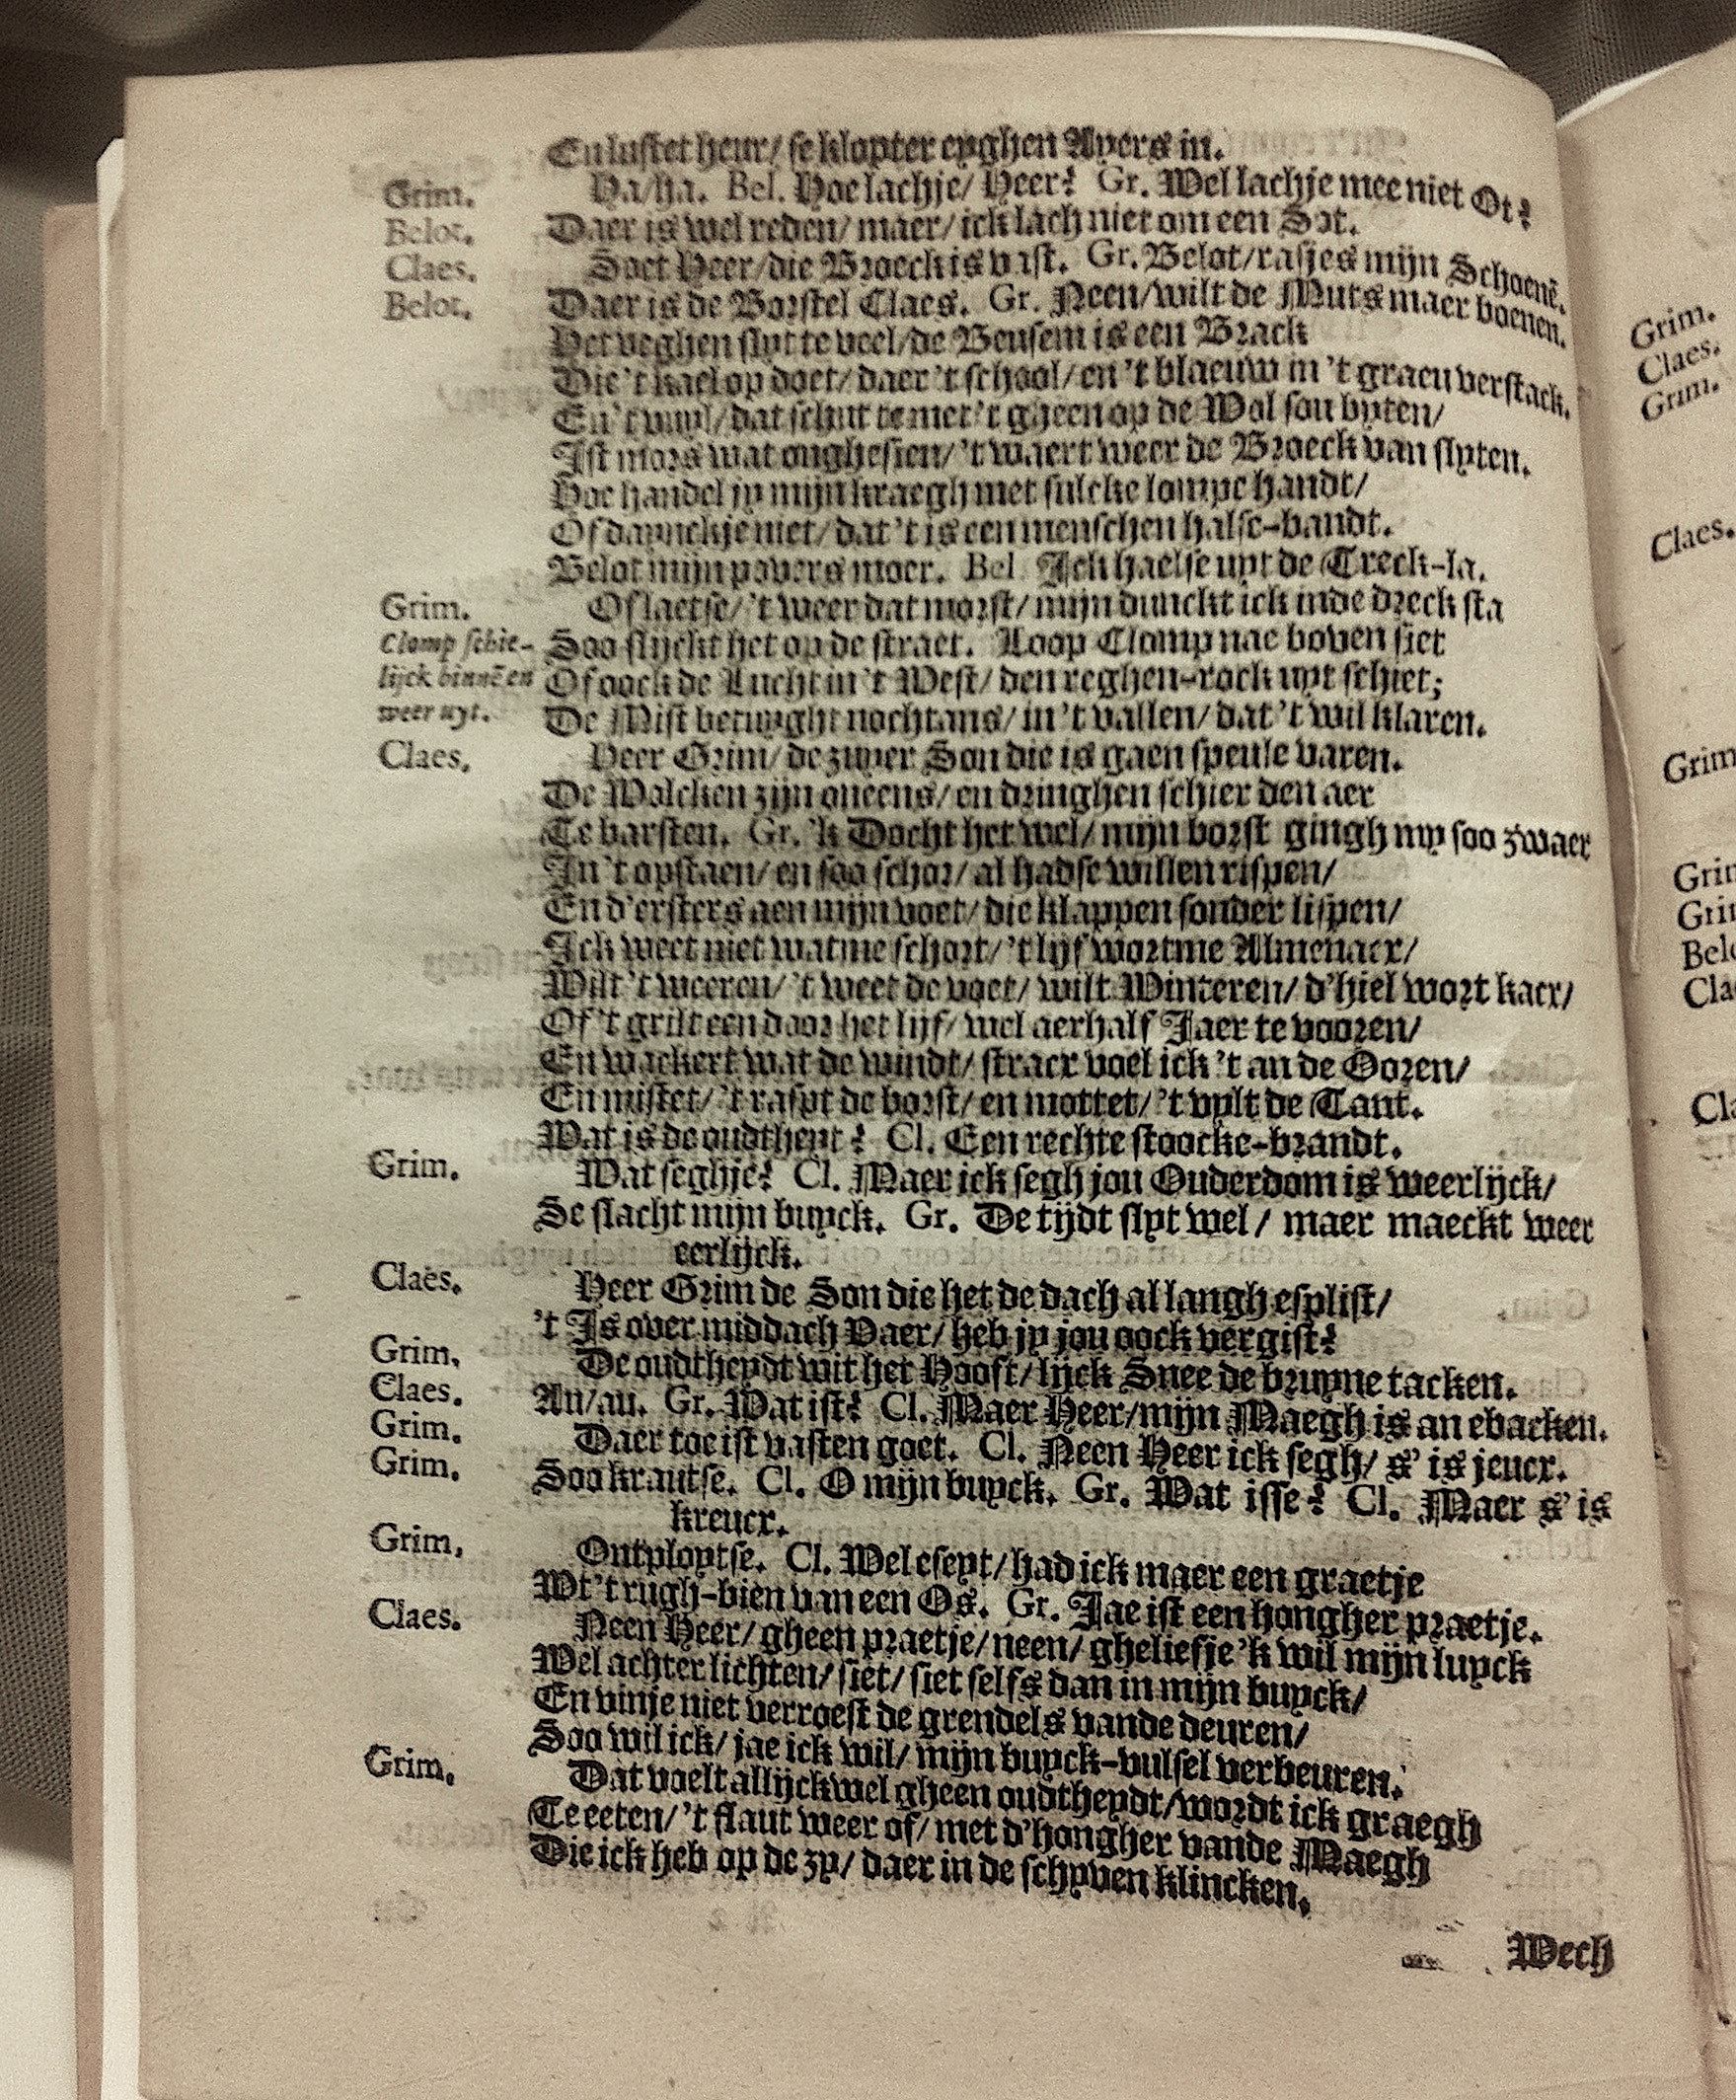 En lustet heur/ se klopter eyghen Ayers in.
Grim. Ha/ha. Bel. Hoe lachje/ Heer? Gr. Wel lachje mee niet Ot?
Belot. Daer is wel reden/ maer/ ick lach niet om een Sot.
Claes. Soet Heer/die Broeck is vast. Gr. Belot/rasjes mijn Schoenē.
Belot. Daer is de Borstel Claes. Gr. Neen/wilt de Muts maer boenen.
Het veghen slyt te veel/de Beusem is een Brack
Die 't kael op doet/ daer 't school/ en 't blaeuw in 't graeu verstack.
En 't vuyl/ dat schut te met 't gheen op de Wol sou byten/
Ist mors wat onghesien/ 't waert weer de Broeck van slyten.
Hoe handel jy mijn kraegh met sulcke lompe handt/
Of dunckje niet/ dat 't is een menschen halse-bandt.
Belot mijn povers moer. Bel. Ick haelse uyt de Treck-la.
Grim. Of laetse/ 't weer dat morst/ mijn dunckt ick inde dreck sta
Clomp schie- Soo slyckt het op de straet. Loop Clomp nae boven siet
lijck binnē en Of oock de Lucht in 't West/ den reghen-rock uyt schiet;
weer uyt. De Mist betuyght nochtans/ in 't vallen/ dat 't wil klaren.
Claes. Heer Grim/ de zuyer Son die is gaen speule varen.
De Wolcken zijn oneens/ en dringhen schier den aer
Te barsten. Gr. 'k Docht het wel/ mijn borst gingh my soo zwaer
In 't opstaen/ en soo schor/ al hadse willen rispen/
En d'ersters aen mijn voet/ die klappen sonder lispen/
Ick weet niet watme schort/ 't lijf wortme Almenaex/
Wilt 't weeren/ 't weet de voet/ wilt Winteren/ d'hiel wort kaex/
Of 't grilt een door het lijf/ wel aerhalf Jaer te vooren/
En wackert wat de windt/ stracx voel ick 't an de Ooren/
En mistet/ 't raspt de borst/ en mottet/ 't vylt de Tant.
Wat is de oudtheyt? Cl. Een rechte stoocke-brandt.
Grim. Wat seghje? Cl. Maer ick segh jou Ouderdom is weerlijck/
Se slacht mijn buyck. Gr. De tijdt slyt wel/ maer maeckt weer
eerlijck.
Claes. Heer Grim de Son die het de dach al langh esplist/
't Is over middach Vaer/ heb jy jou oock vergist?
Grim. De oudtheydt wit het Hooft/ lijck Snee de bruyne tacken.
Claes. Au/au. Gr. Wat ist? Cl. Maer Heer/mijn Maegh is an ebacken.
Grim. Daer toe ist vasten goet. Cl. Neen Heer ick segh/ s' is jeucx.
Grim. Soo krautse. Cl. O mijn buyck. Gr. Wat isse? Cl. Maer s' is
kreucx.
Grim. Ontploytse. Cl. Wel eseyt/ had ick maer een graetje
Wt 't rugh-bien van een Os. Gr. Jae ist een hongher praetje.
Claes. Neen Heer/ gheen praetje/ neen/ gheliefje 'k wil mijn luyck
Wel achter lichten/ siet/ siet selfs dan in mijn buyck/
En vinje niet verroest de grendels vande deuren/
Soo wil ick/ jae ick wil/ mijn buyck-vulsel verbeuren.
Grim. Dat voelt allijckwel gheen oudtheydt/wordt ick graegh
Te eeten/ 't flaut weer of/ met d'hongher vande Maegh
Die ick heb op de zy/ daer in de schyven klincken.
Wech
Grim.
Claes.
Grim.
Claes.